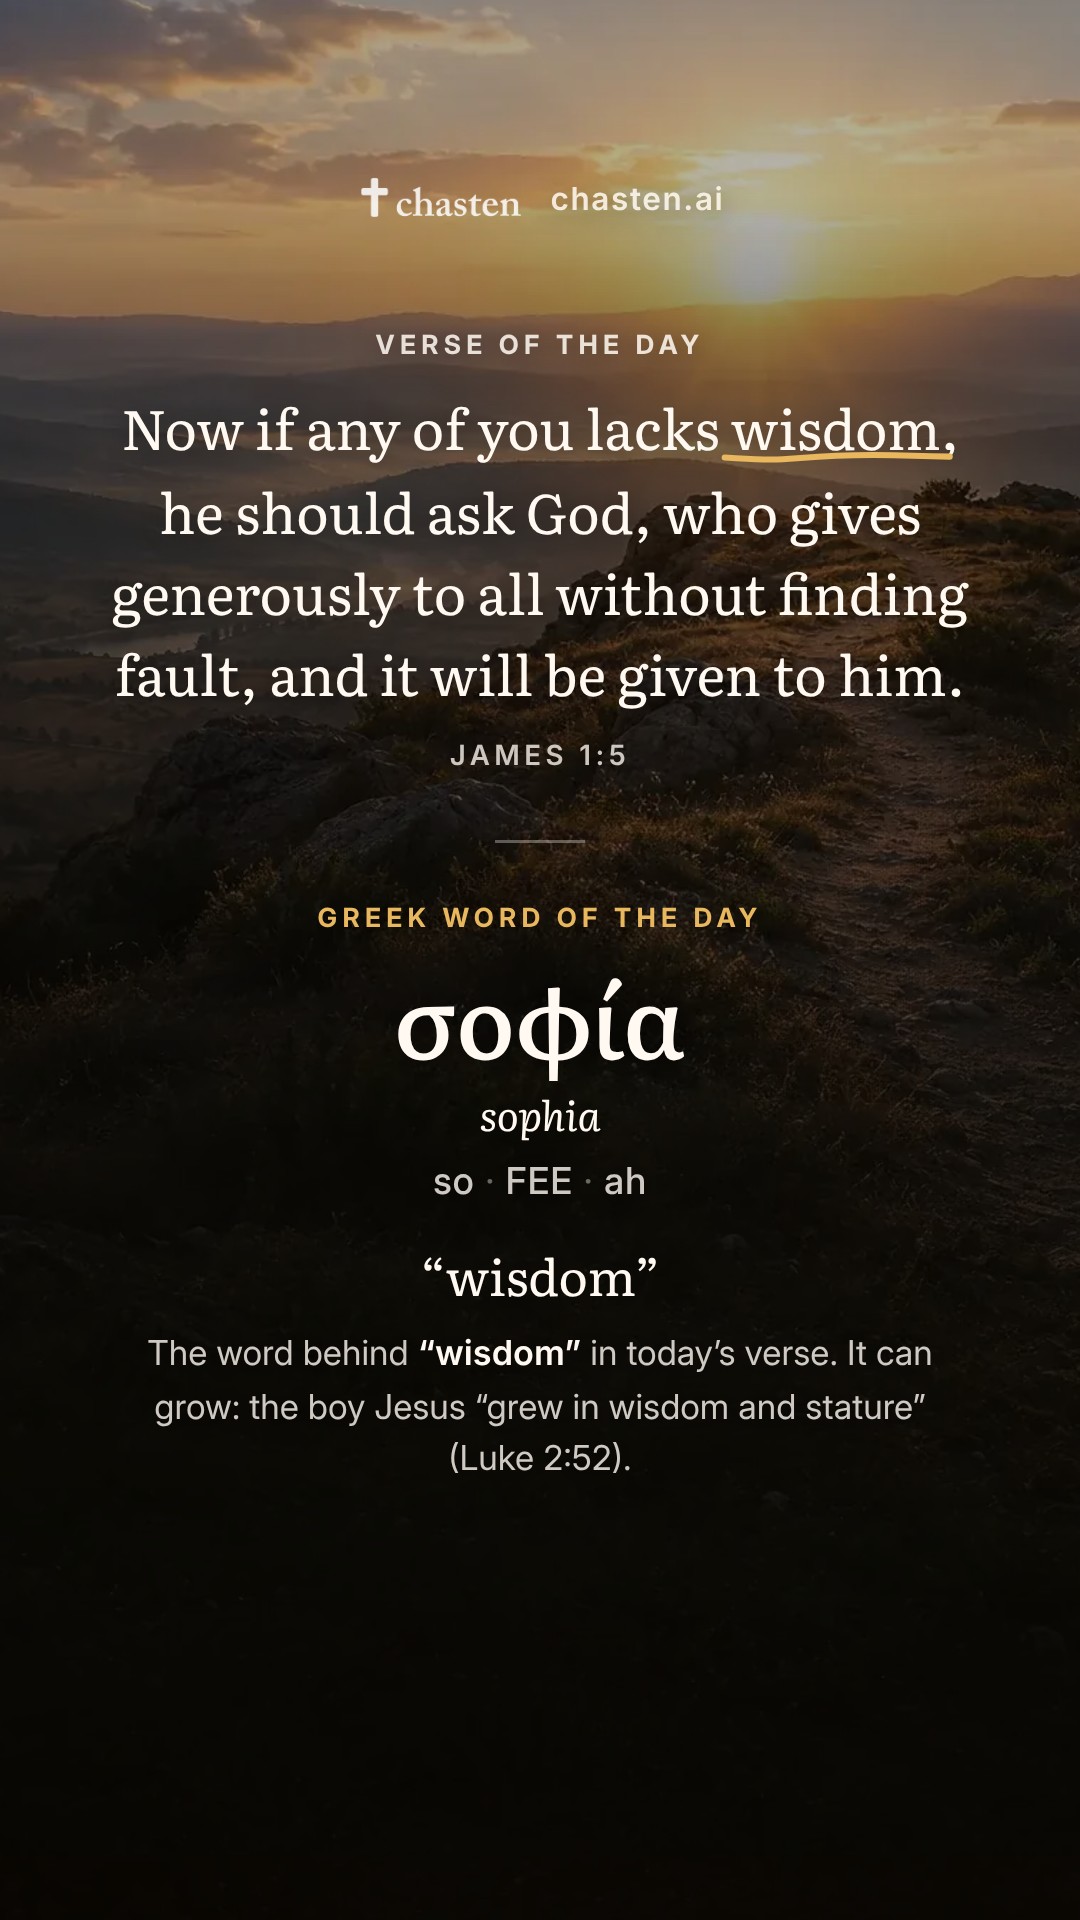 chasten chasten.ai
VERSE OF THE DAY
Now if any of you lacks wisdom,
he should ask God, who gives
generously to all without finding
fault, and it will be given to him.
JAMES 1:5
GREEK WORD OF THE DAY
σοφία
sophia
so · FEE · ah
“wisdom”
The word behind “wisdom” in today’s verse. It can
grow: the boy Jesus “grew in wisdom and stature”
(Luke 2:52).